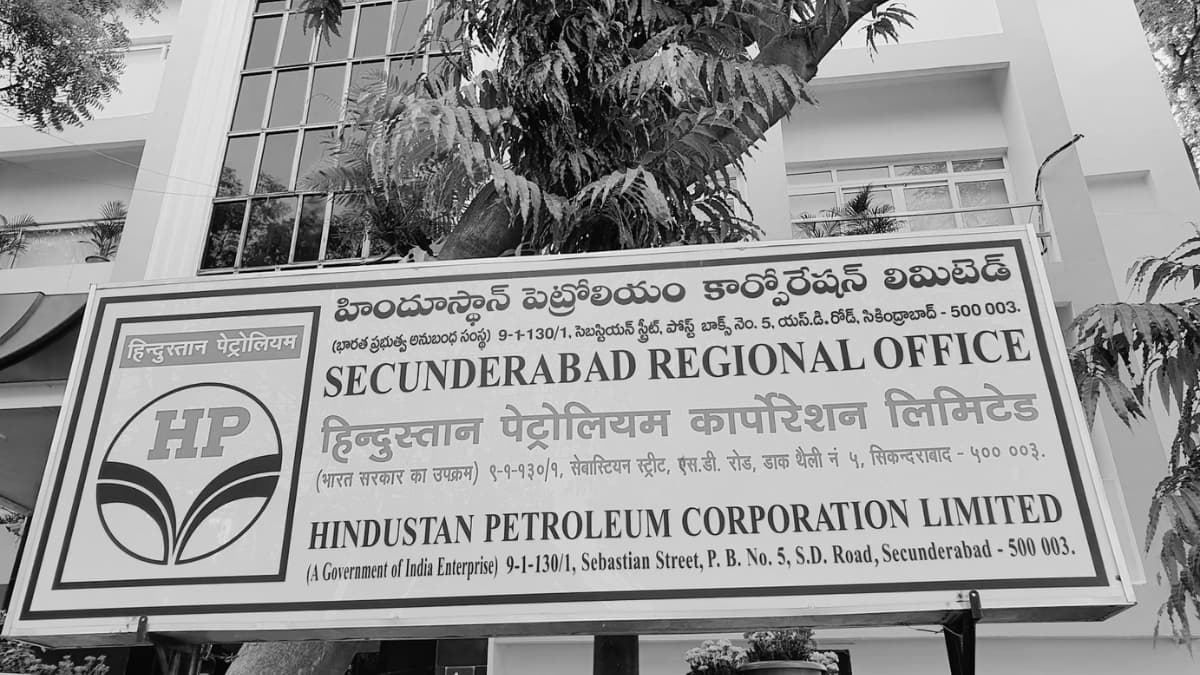 हिन्दुस्तान पेट्रोलियम
HP
హిందూస్థాన్ పెట్రోలియం కార్పోరేషన్ లిమిటెడ్
(భారత ప్రభుత్వ అనుబంధ సంస్థ) 9-1-130/1, సెబస్టియన్ స్ట్రీట్, పోస్ట్ బాక్స్ నెం. 5, యస్.డి. రోడ్, సికింద్రాబాద్ - 500 003.
SECUNDERABAD REGIONAL OFFICE
हिन्दुस्तान पेट्रोलियम कार्पोरेशन लिमिटेड
(भारत सरकार का उपक्रम) ९-१-१३०/१, सेबास्टियन स्ट्रीट, एस.डी. रोड, डाक थैली नं ५, सिकन्दराबाद - ५०० ००३.
HINDUSTAN PETROLEUM CORPORATION LIMITED
(A Government of India Enterprise) 9-1-130/1, Sebastian Street, P. B. No. 5, S.D. Road, Secunderabad - 500 003.